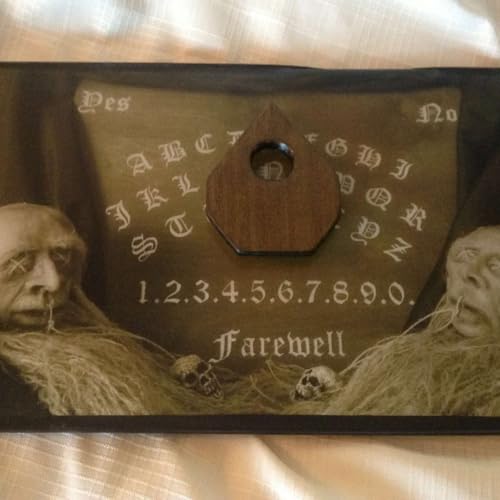 Yes No
A B C D F G H I
J K L N P Q R
S T Y Z
1.2.3.4.5.6.7.8.9.0.
Farewell